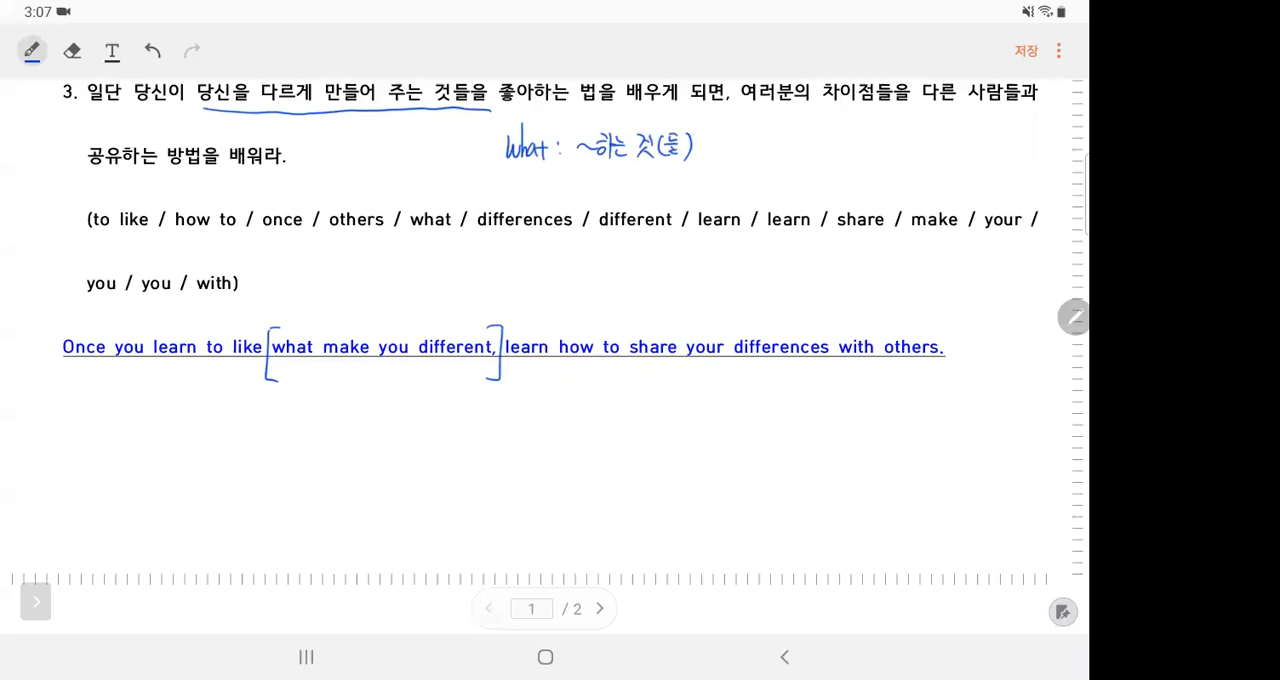 3:07
저장
3. 일단 당신이 당신을 다르게 만들어 주는 것들을 좋아하는 법을 배우게 되면, 여러분의 차이점들을 다른 사람들과
what : ~하는 것(들)
공유하는 방법을 배워라.
(to like / how to / once / others / what / differences / different / learn / learn / share / make / your /
you / you / with)
Once you learn to like [what make you different,] learn how to share your differences with others.
1 / 2